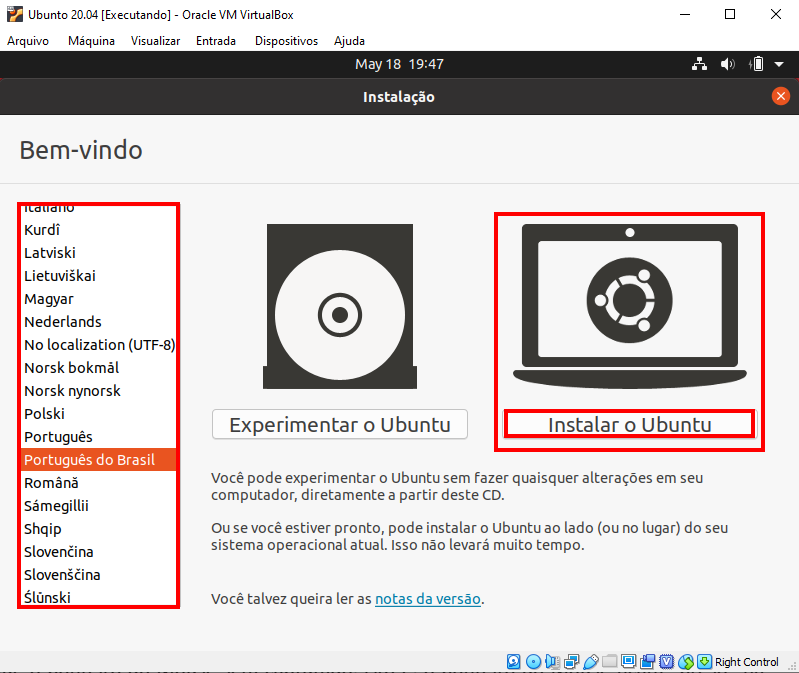 Ubunto 20.04 [Executando] - Oracle VM VirtualBox
Arquivo Máquina Visualizar Entrada Dispositivos Ajuda
May 18 19:47
Instalação
Bem-vindo
Italiano
Kurdî
Latviski
Lietuviškai
Magyar
Nederlands
No localization (UTF-8)
Norsk bokmål
Norsk nynorsk
Polski
Português
Português do Brasil
Română
Sámegillii
Shqip
Slovenčina
Slovenščina
Ślůnski
Experimentar o Ubuntu
Instalar o Ubuntu
Você pode experimentar o Ubuntu sem fazer quaisquer alterações em seu
computador, diretamente a partir deste CD.
Ou se você estiver pronto, pode instalar o Ubuntu ao lado (ou no lugar) do seu
sistema operacional atual. Isso não levará muito tempo.
Você talvez queira ler as notas da versão.
Right Control